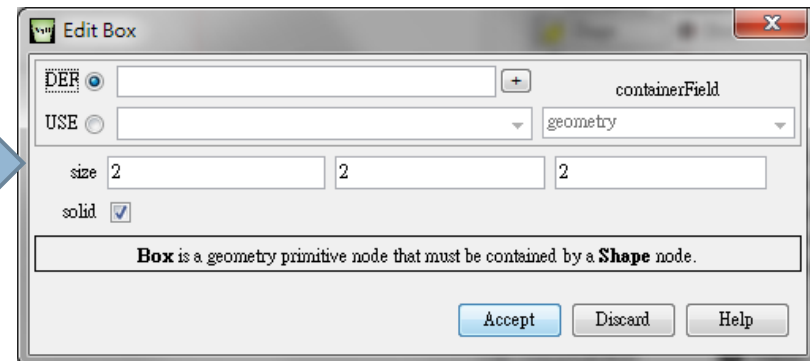 Edit Box
DEF
+
containerField
USE
geometry
size 2 2 2
solid
Box is a geometry primitive node that must be contained by a Shape node.
Accept Discard Help